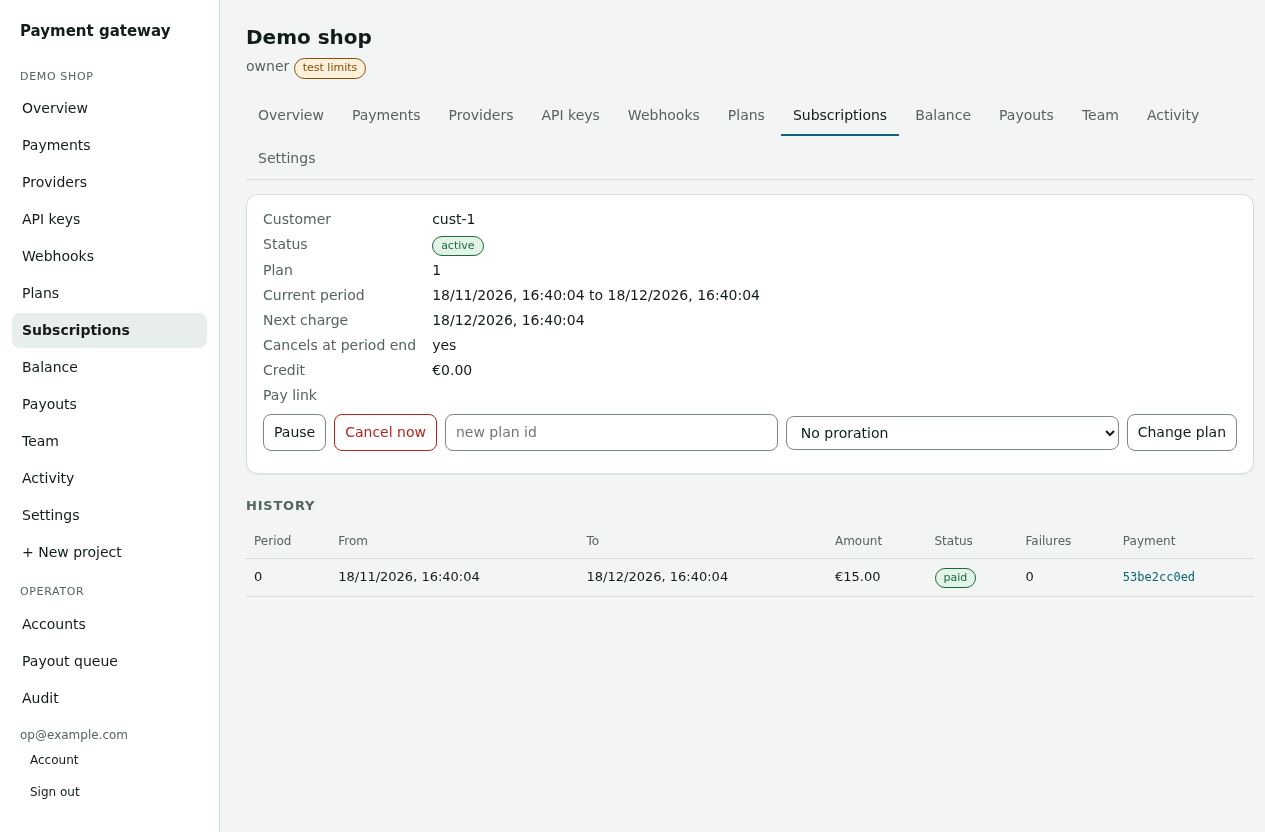 Payment gateway
DEMO SHOP
Overview
Payments
Providers
API keys
Webhooks
Plans
Subscriptions
Balance
Payouts
Team
Activity
Settings
+ New project
OPERATOR
Accounts
Payout queue
Audit
op@example.com
Account
Sign out
Demo shop
owner test limits
Overview Payments Providers API keys Webhooks Plans Subscriptions Balance Payouts Team Activity
Settings
Customer cust-1
Status active
Plan 1
Current period 18/11/2026, 16:40:04 to 18/12/2026, 16:40:04
Next charge 18/12/2026, 16:40:04
Cancels at period end yes
Credit €0.00
Pay link
Pause Cancel now new plan id No proration Change plan
HISTORY
Period From To Amount Status Failures Payment
0 18/11/2026, 16:40:04 18/12/2026, 16:40:04 €15.00 paid 0 53be2cc0ed